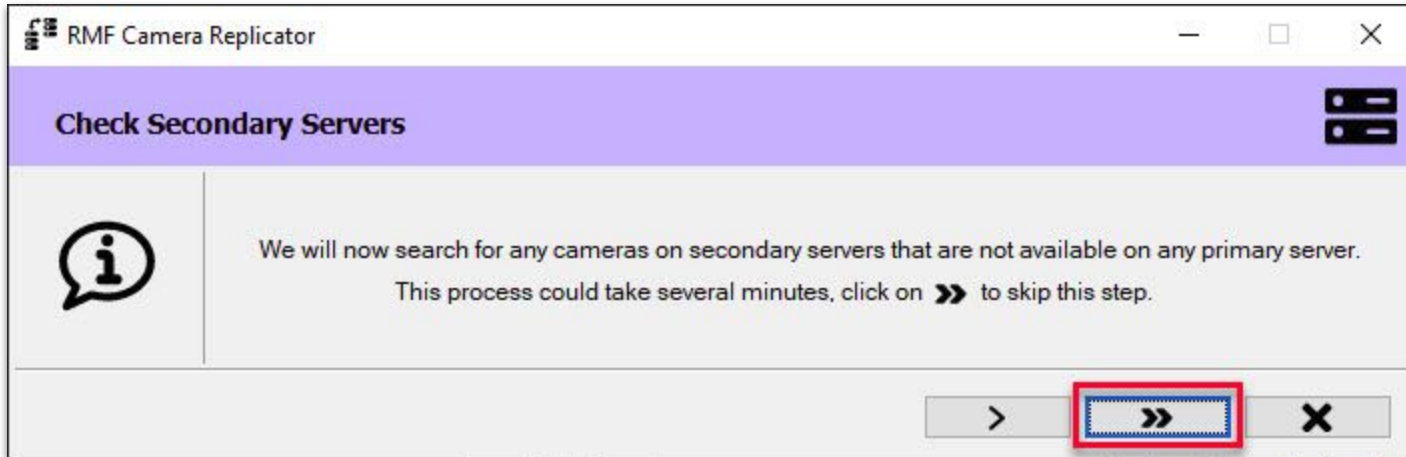 RMF Camera Replicator
Check Secondary Servers
We will now search for any cameras on secondary servers that are not available on any primary server.
This process could take several minutes, click on » to skip this step.
> » ✖